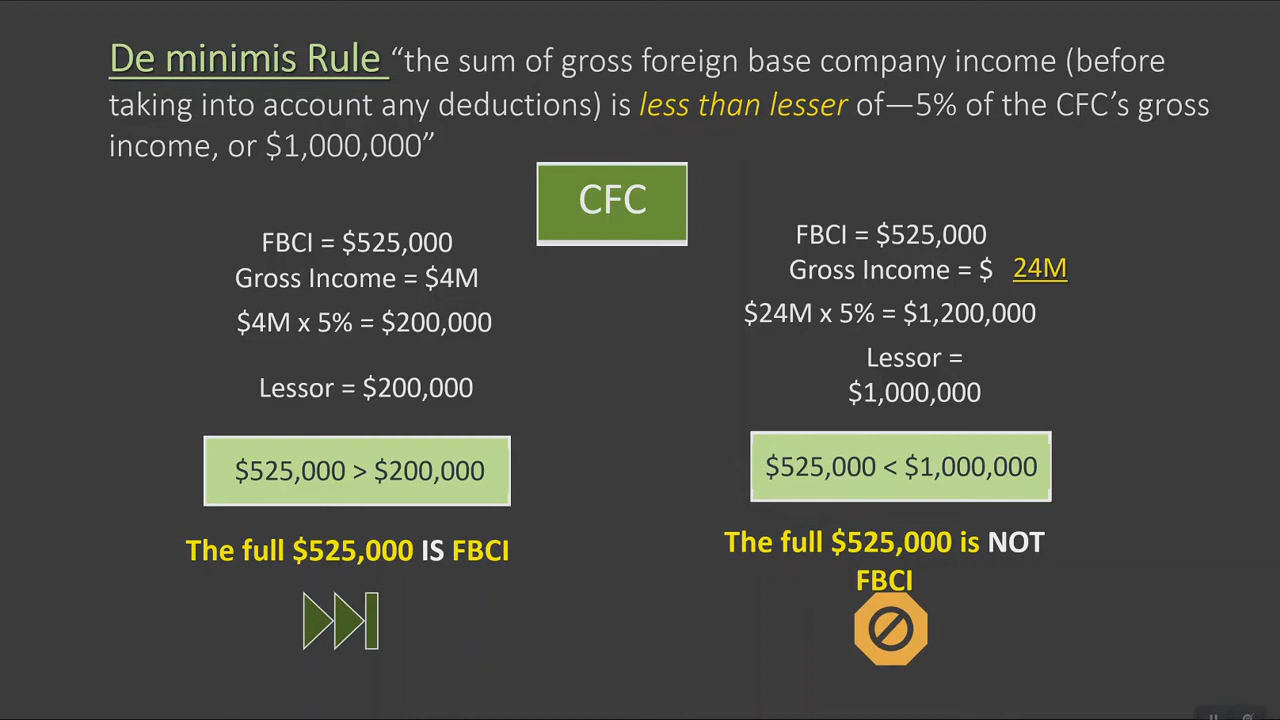 De minimis Rule “the sum of gross foreign base company income (before
taking into account any deductions) is less than lesser of—5% of the CFC’s gross
income, or $1,000,000”
CFC
FBCI = $525,000
Gross Income = $4M
$4M x 5% = $200,000
Lessor = $200,000
$525,000 > $200,000
The full $525,000 IS FBCI
FBCI = $525,000
Gross Income = $ 24M
$24M x 5% = $1,200,000
Lessor =
$1,000,000
$525,000 < $1,000,000
The full $525,000 is NOT
FBCI